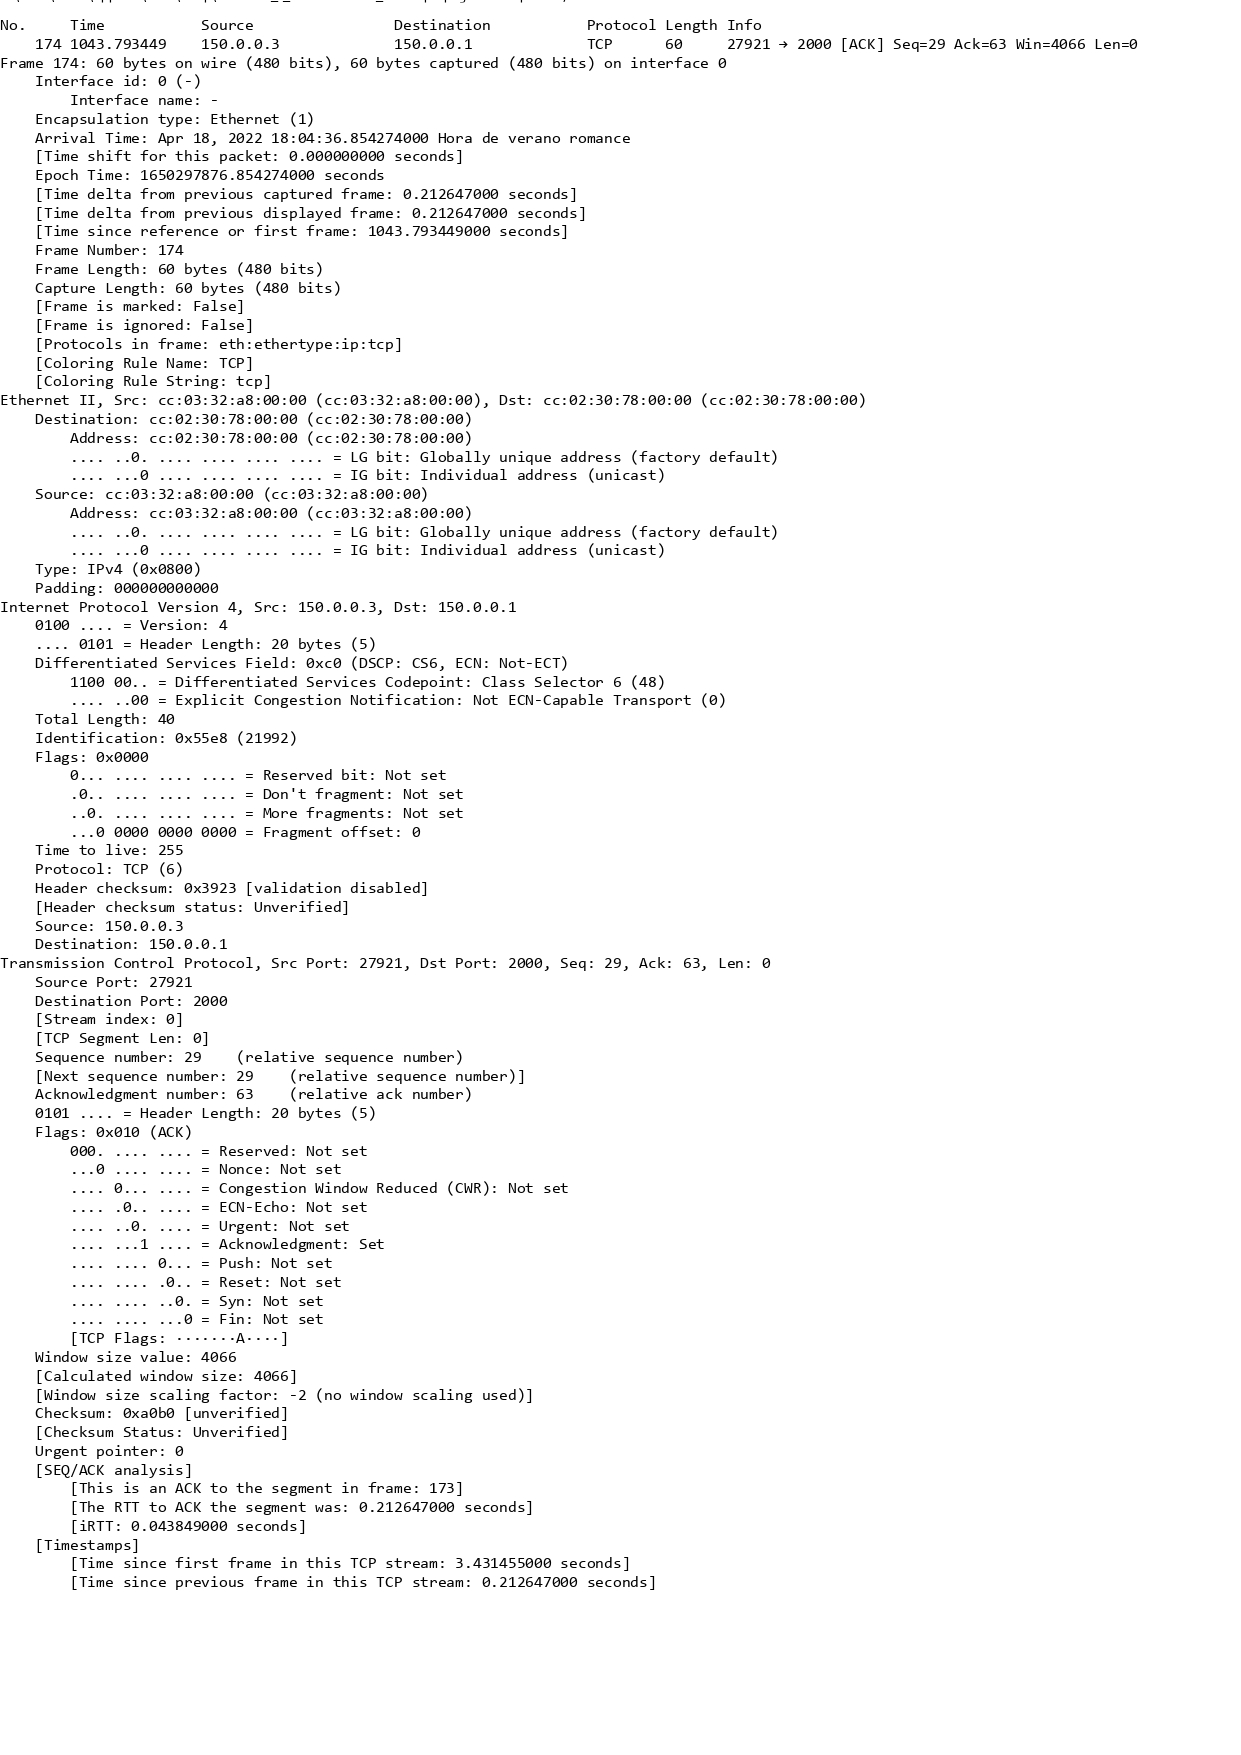 No.     Time           Source                Destination           Protocol Length Info
    174 1043.793449    150.0.0.3             150.0.0.1             TCP      60     27921 → 2000 [ACK] Seq=29 Ack=63 Win=4066 Len=0
Frame 174: 60 bytes on wire (480 bits), 60 bytes captured (480 bits) on interface 0
    Interface id: 0 (-)
        Interface name: -
    Encapsulation type: Ethernet (1)
    Arrival Time: Apr 18, 2022 18:04:36.854274000 Hora de verano romance
    [Time shift for this packet: 0.000000000 seconds]
    Epoch Time: 1650297876.854274000 seconds
    [Time delta from previous captured frame: 0.212647000 seconds]
    [Time delta from previous displayed frame: 0.212647000 seconds]
    [Time since reference or first frame: 1043.793449000 seconds]
    Frame Number: 174
    Frame Length: 60 bytes (480 bits)
    Capture Length: 60 bytes (480 bits)
    [Frame is marked: False]
    [Frame is ignored: False]
    [Protocols in frame: eth:ethertype:ip:tcp]
    [Coloring Rule Name: TCP]
    [Coloring Rule String: tcp]
Ethernet II, Src: cc:03:32:a8:00:00 (cc:03:32:a8:00:00), Dst: cc:02:30:78:00:00 (cc:02:30:78:00:00)
    Destination: cc:02:30:78:00:00 (cc:02:30:78:00:00)
        Address: cc:02:30:78:00:00 (cc:02:30:78:00:00)
        .... ..0. .... .... .... .... = LG bit: Globally unique address (factory default)
        .... ...0 .... .... .... .... = IG bit: Individual address (unicast)
    Source: cc:03:32:a8:00:00 (cc:03:32:a8:00:00)
        Address: cc:03:32:a8:00:00 (cc:03:32:a8:00:00)
        .... ..0. .... .... .... .... = LG bit: Globally unique address (factory default)
        .... ...0 .... .... .... .... = IG bit: Individual address (unicast)
    Type: IPv4 (0x0800)
    Padding: 000000000000
Internet Protocol Version 4, Src: 150.0.0.3, Dst: 150.0.0.1
    0100 .... = Version: 4
    .... 0101 = Header Length: 20 bytes (5)
    Differentiated Services Field: 0xc0 (DSCP: CS6, ECN: Not-ECT)
        1100 00.. = Differentiated Services Codepoint: Class Selector 6 (48)
        .... ..00 = Explicit Congestion Notification: Not ECN-Capable Transport (0)
    Total Length: 40
    Identification: 0x55e8 (21992)
    Flags: 0x0000
        0... .... .... .... = Reserved bit: Not set
        .0.. .... .... .... = Don't fragment: Not set
        ..0. .... .... .... = More fragments: Not set
        ...0 0000 0000 0000 = Fragment offset: 0
    Time to live: 255
    Protocol: TCP (6)
    Header checksum: 0x3923 [validation disabled]
    [Header checksum status: Unverified]
    Source: 150.0.0.3
    Destination: 150.0.0.1
Transmission Control Protocol, Src Port: 27921, Dst Port: 2000, Seq: 29, Ack: 63, Len: 0
    Source Port: 27921
    Destination Port: 2000
    [Stream index: 0]
    [TCP Segment Len: 0]
    Sequence number: 29    (relative sequence number)
    [Next sequence number: 29    (relative sequence number)]
    Acknowledgment number: 63    (relative ack number)
    0101 .... = Header Length: 20 bytes (5)
    Flags: 0x010 (ACK)
        000. .... .... = Reserved: Not set
        ...0 .... .... = Nonce: Not set
        .... 0... .... = Congestion Window Reduced (CWR): Not set
        .... .0.. .... = ECN-Echo: Not set
        .... ..0. .... = Urgent: Not set
        .... ...1 .... = Acknowledgment: Set
        .... .... 0... = Push: Not set
        .... .... .0.. = Reset: Not set
        .... .... ..0. = Syn: Not set
        .... .... ...0 = Fin: Not set
        [TCP Flags: ·······A····]
    Window size value: 4066
    [Calculated window size: 4066]
    [Window size scaling factor: -2 (no window scaling used)]
    Checksum: 0xa0b0 [unverified]
    [Checksum Status: Unverified]
    Urgent pointer: 0
    [SEQ/ACK analysis]
        [This is an ACK to the segment in frame: 173]
        [The RTT to ACK the segment was: 0.212647000 seconds]
        [iRTT: 0.043849000 seconds]
    [Timestamps]
        [Time since first frame in this TCP stream: 3.431455000 seconds]
        [Time since previous frame in this TCP stream: 0.212647000 seconds]